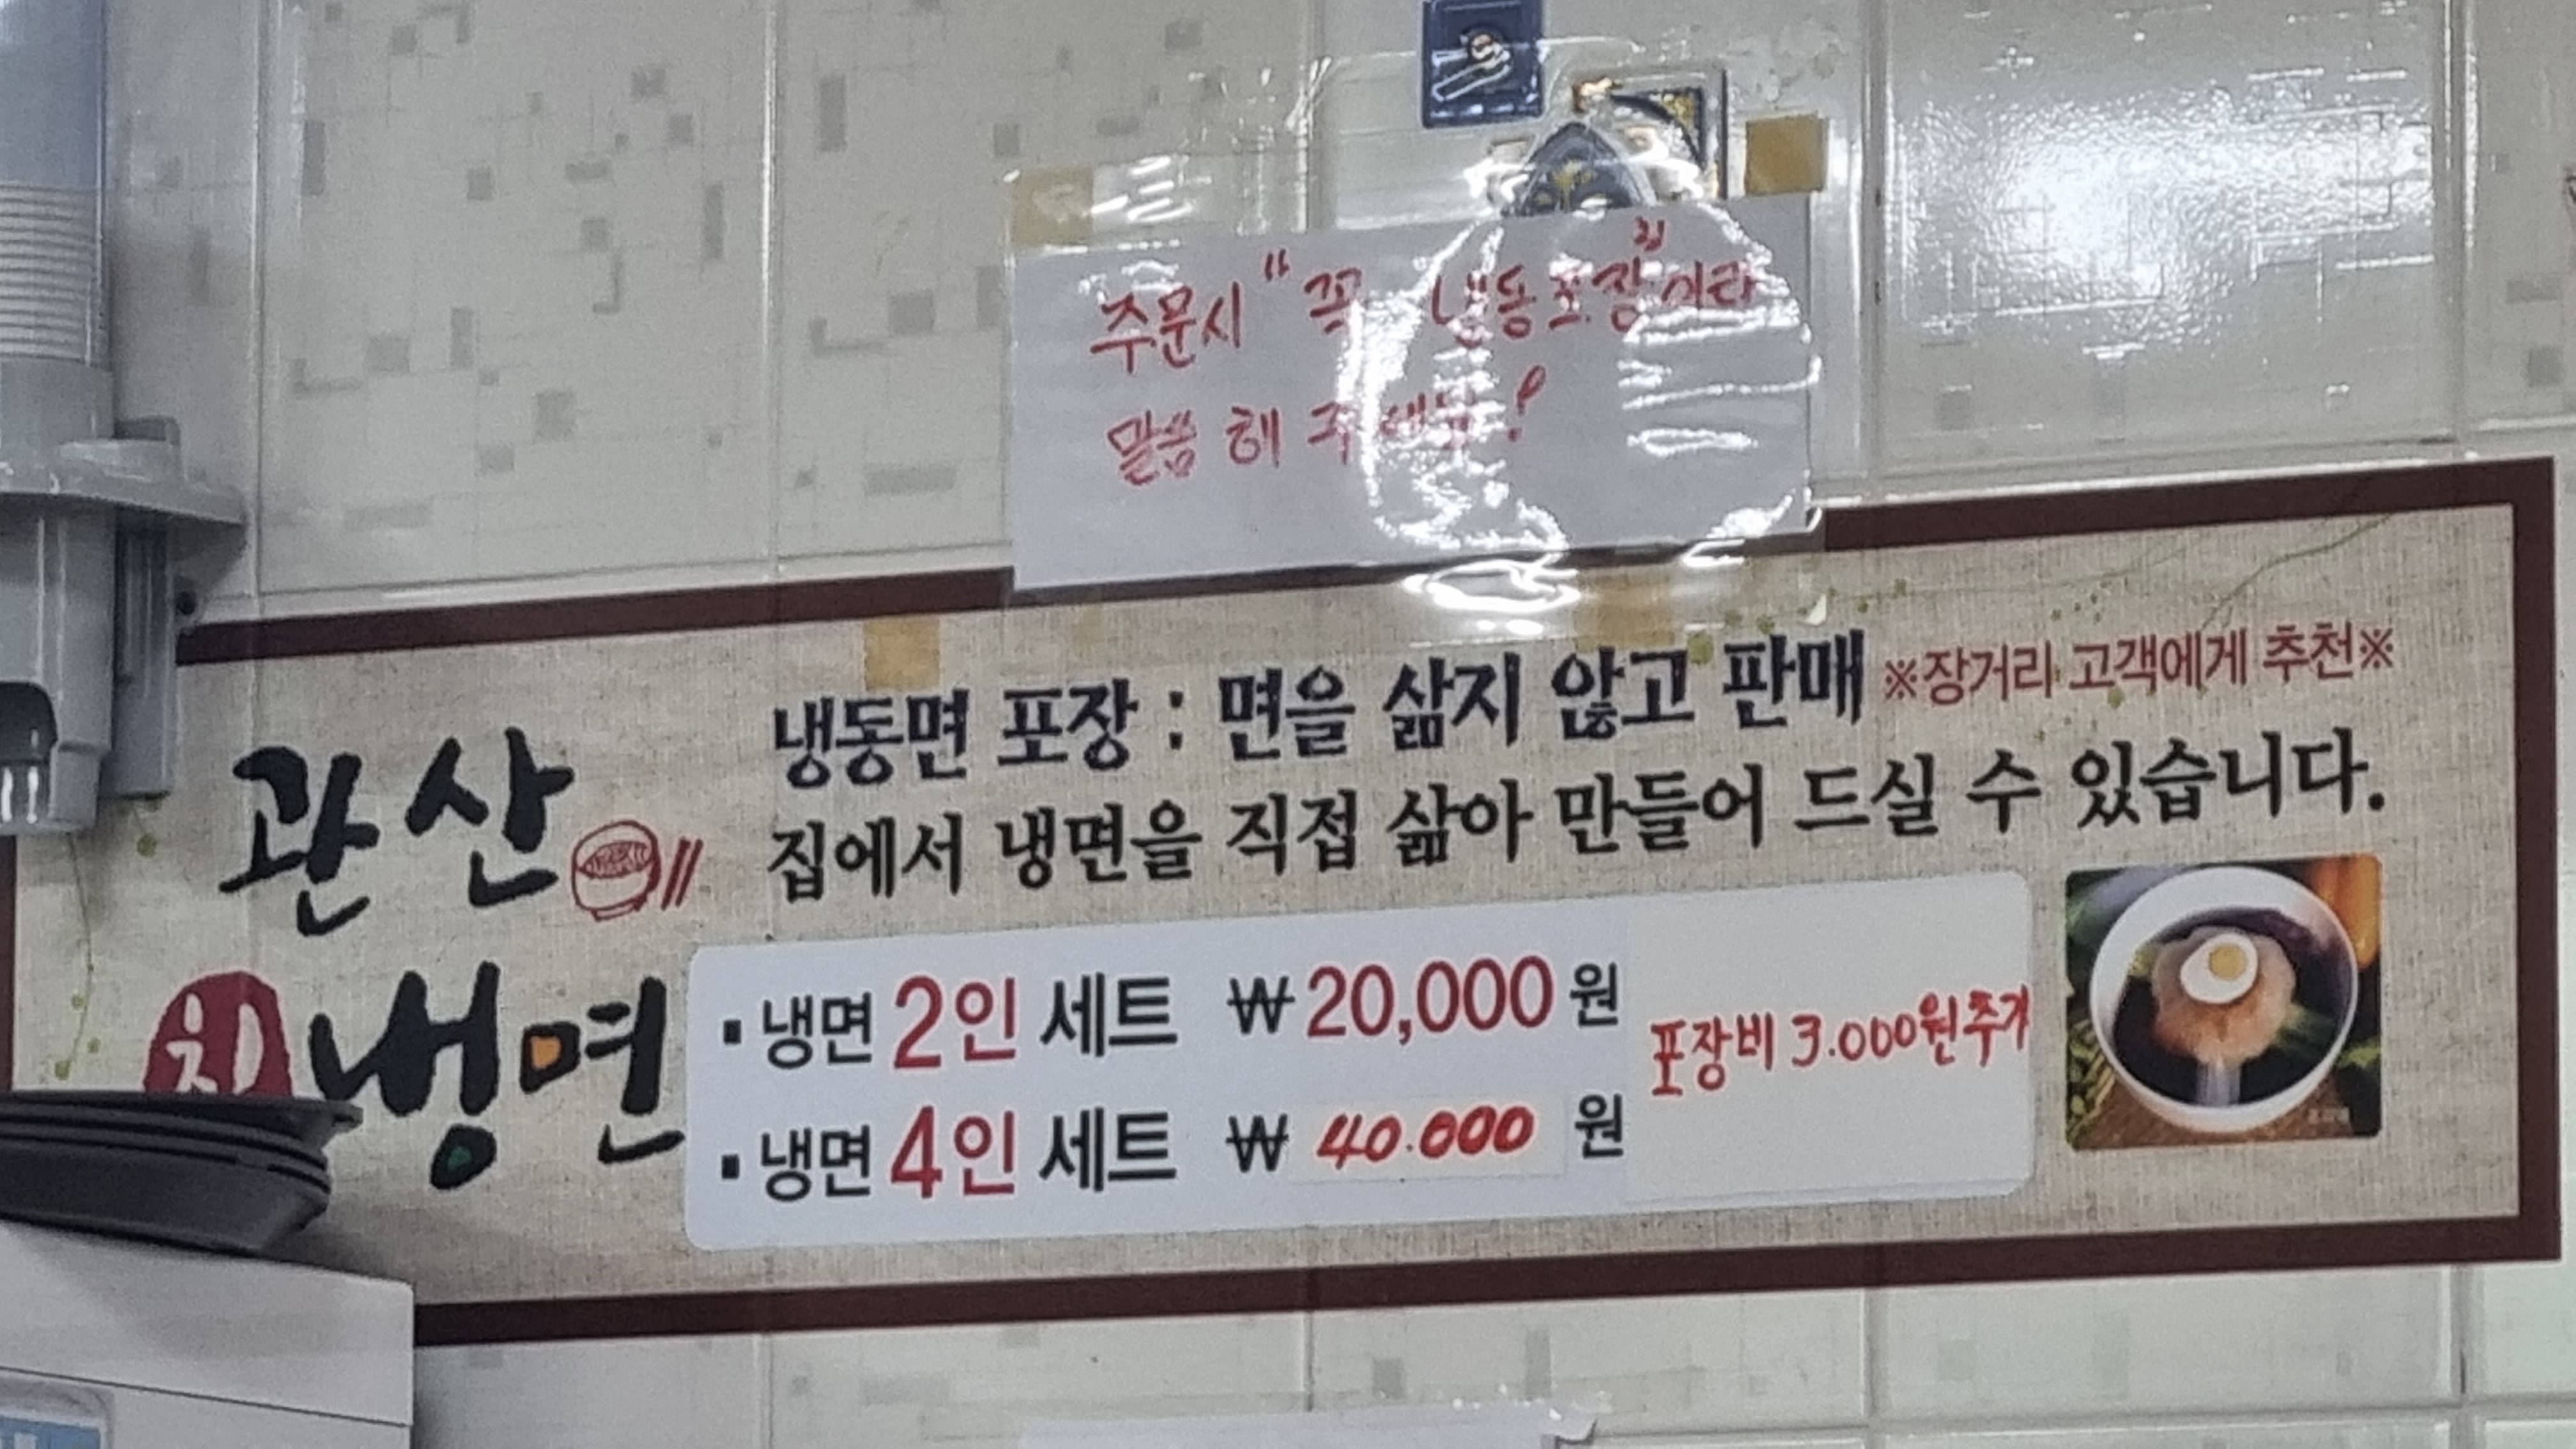 주문시 "꼭 냉동포장"이라
말씀 해 주세요!
냉동면 포장 : 면을 삶지 않고 판매 ※장거리 고객에게 추천※
집에서 냉면을 직접 삶아 만들어 드실 수 있습니다.
관산
칡냉면
▪냉면 2인 세트 ₩20,000원
▪냉면 4인 세트 ₩40.000 원
포장비 3.000원추가